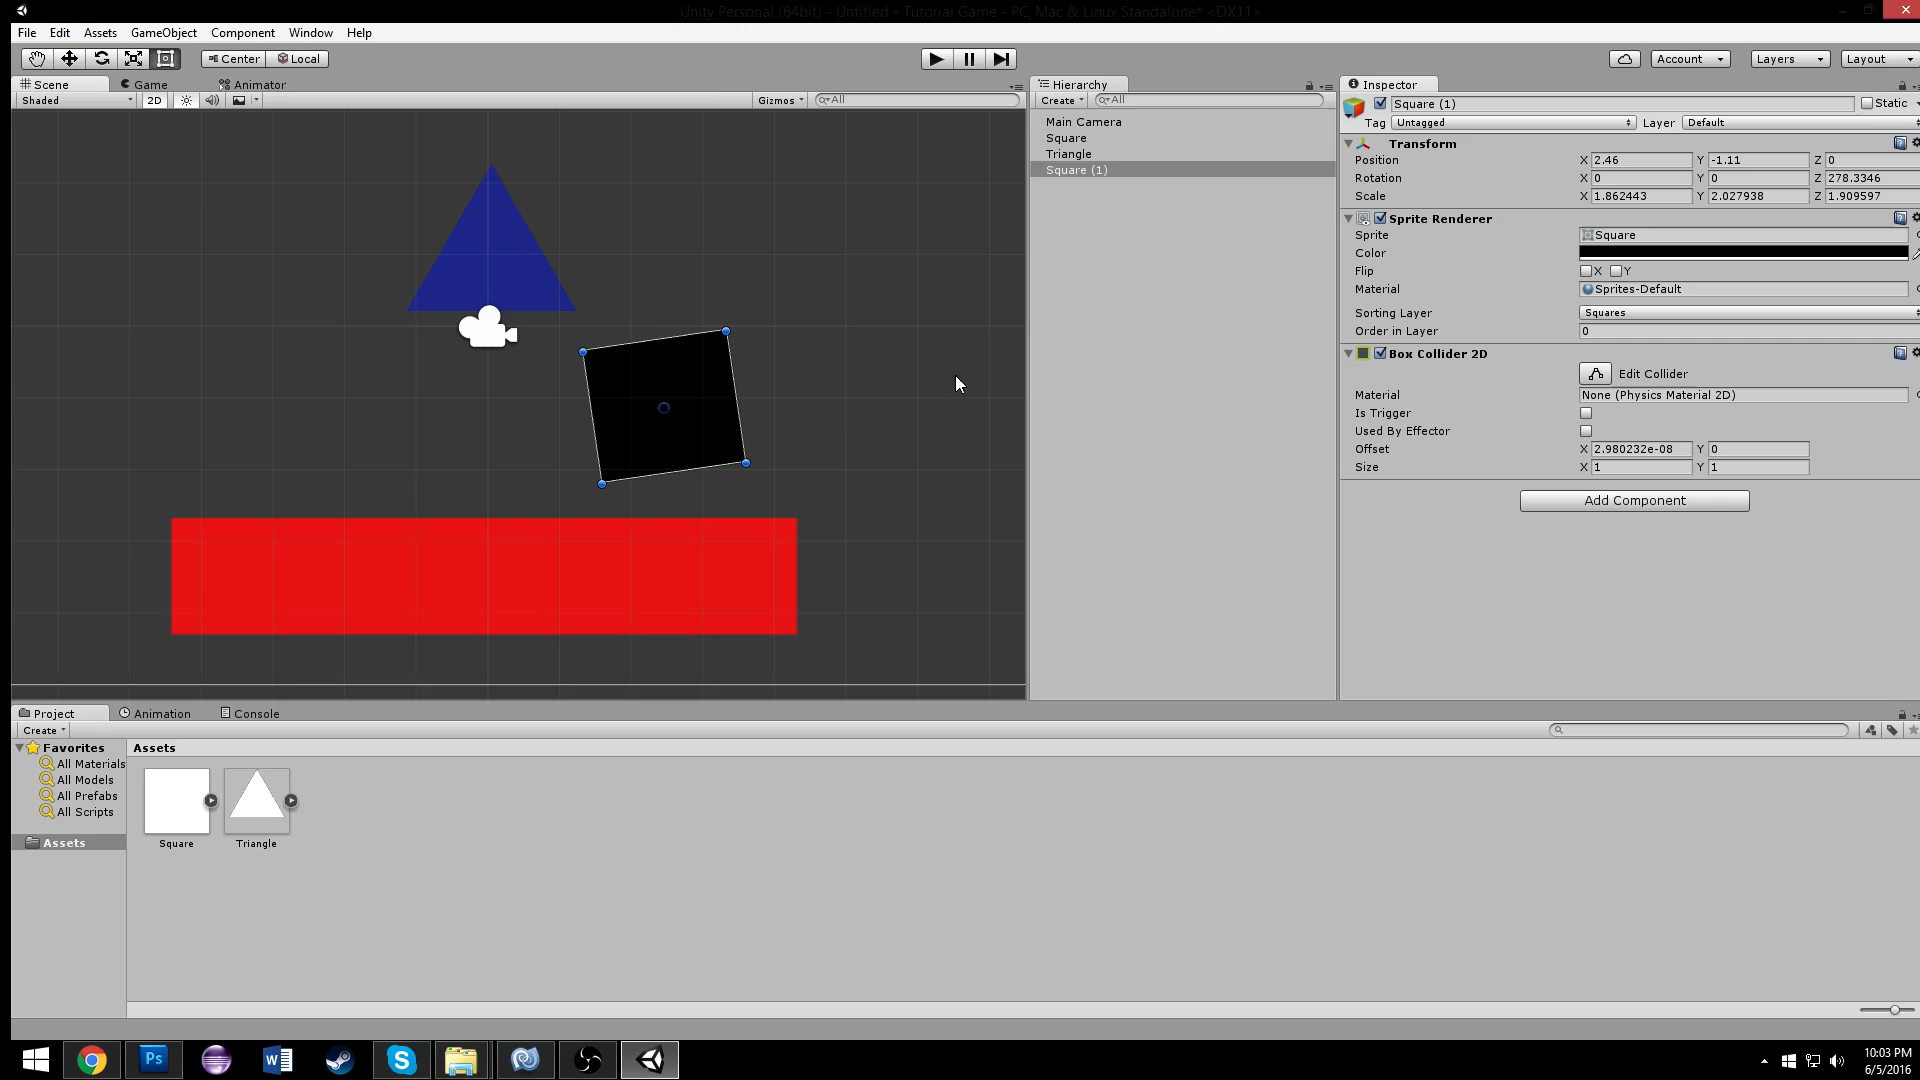 Unity Personal (64bit) - Untitled - Tutorial Game - PC, Mac & Linux Standalone* <DX11>
File Edit Assets GameObject Component Window Help
Center Local Account Layers Layout
Scene Game Animator
Shaded 2D Gizmos All
Hierarchy
Create All
Main Camera
Square
Triangle
Square (1)
Inspector
Square (1) Static
Tag Untagged Layer Default
Transform
Position X 2.46 Y -1.11 Z 0
Rotation X 0 Y 0 Z 278.3346
Scale X 1.862443 Y 2.027938 Z 1.909597
Sprite Renderer
Sprite Square
Color
Flip X Y
Material Sprites-Default
Sorting Layer Squares
Order in Layer 0
Box Collider 2D
Edit Collider
Material None (Physics Material 2D)
Is Trigger
Used By Effector
Offset X 2.980232e-08 Y 0
Size X 1 Y 1
Add Component
Project Animation Console
Create
Favorites
All Materials
All Models
All Prefabs
All Scripts
Assets
Assets
Square Triangle
Ps
W
S
10:03 PM
6/5/2016